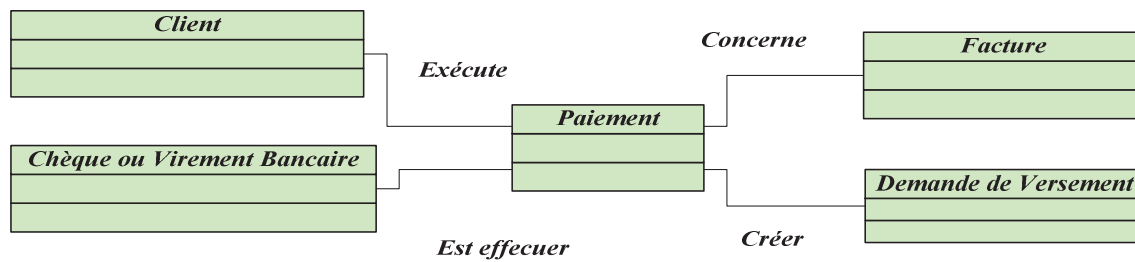 Client
Concerne
Facture
Exécute
Paiement
Chèque ou Virement Bancaire
Demande de Versement
Est effecuer
Créer